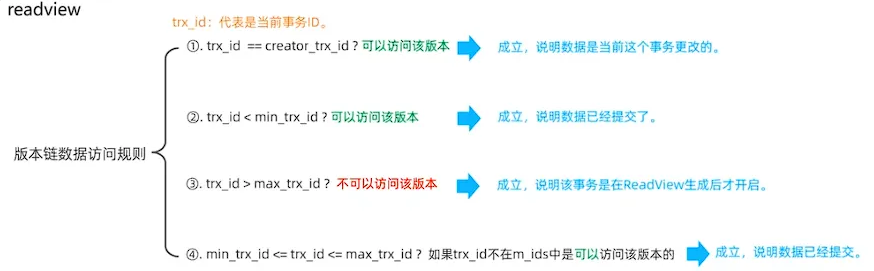 readview
trx_id：代表是当前事务ID。
①. trx_id == creator_trx_id ? 可以访问该版本 成立，说明数据是当前这个事务更改的。
②. trx_id < min_trx_id ? 可以访问该版本 成立，说明数据已经提交了。
版本链数据访问规则
③. trx_id > max_trx_id ? 不可以访问该版本 成立，说明该事务是在ReadView生成后才开启。
④. min_trx_id <= trx_id <= max_trx_id ? 如果trx_id不在m_ids中是可以访问该版本的 成立，说明数据已经提交。